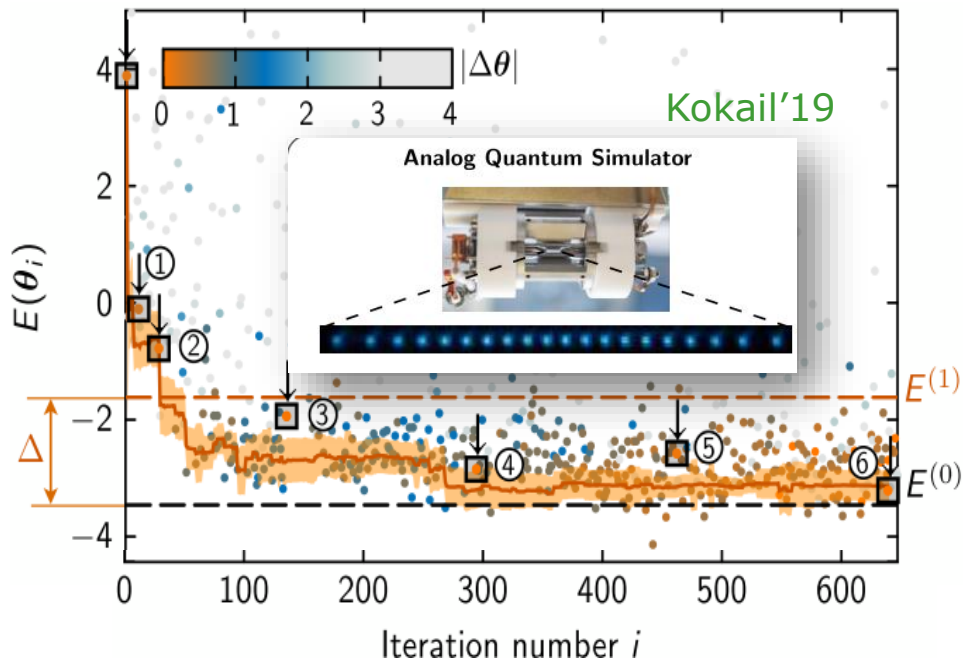 4
2
0
−2
−4
E(θᵢ)
0 1 2 3 4
|Δθ|
Kokail'19
Analog Quantum Simulator
①
②
③
④
⑤
⑥
E⁽¹⁾
E⁽⁰⁾
Δ
0 100 200 300 400 500 600
Iteration number i